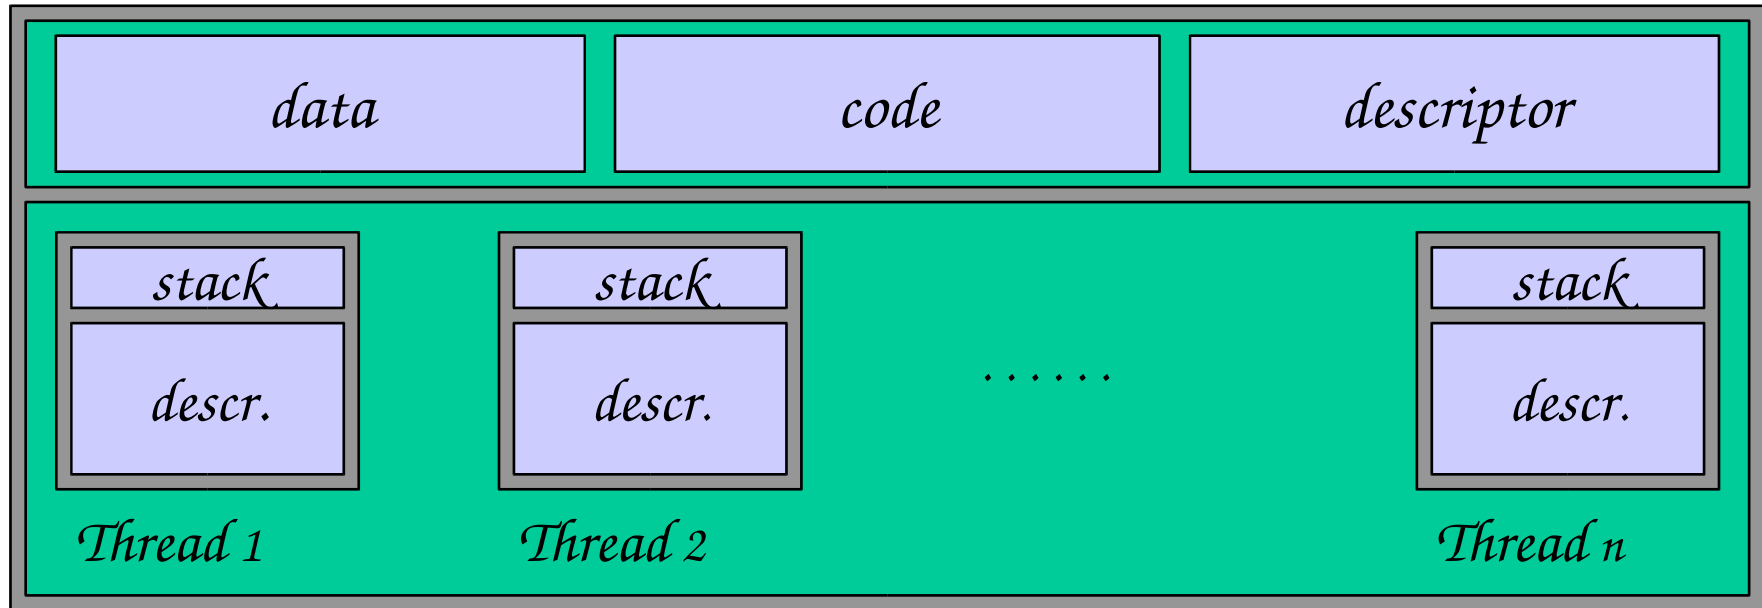 data code descriptor
stack stack stack
descr. descr. descr.
. . . . . .
Thread 1 Thread 2 Thread n